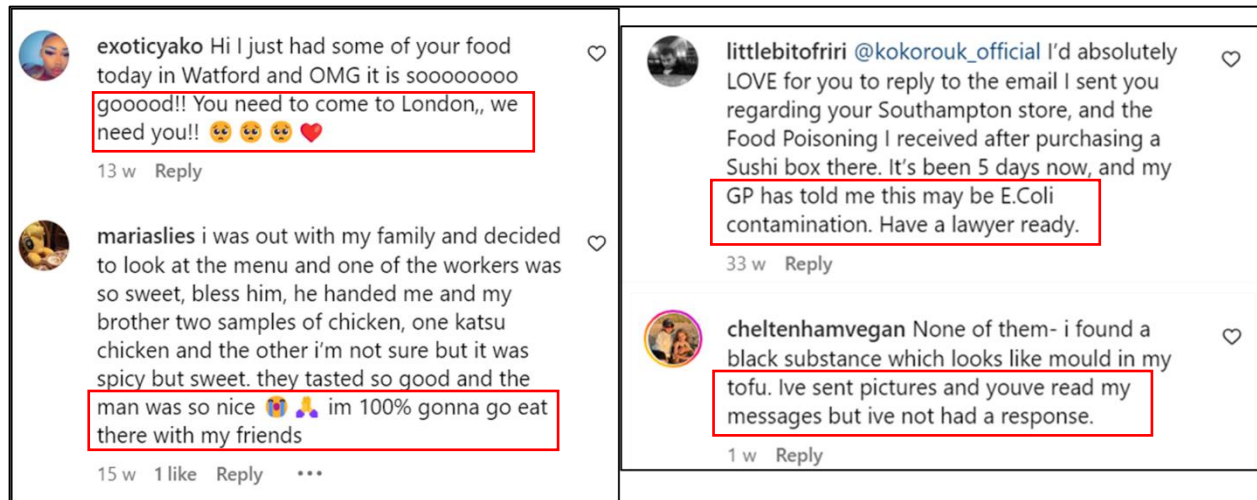 exoticyako Hi I just had some of your food
today in Watford and OMG it is soooooooo
gooood!! You need to come to London,, we
need you!! 🥺 🥺 🥺 ❤️
13 w Reply
mariaslies i was out with my family and decided
to look at the menu and one of the workers was
so sweet, bless him, he handed me and my
brother two samples of chicken, one katsu
chicken and the other i'm not sure but it was
spicy but sweet. they tasted so good and the
man was so nice 😭 🙏 im 100% gonna go eat
there with my friends
15 w 1 like Reply •••
littlebitofriri @kokorouk_official I'd absolutely
LOVE for you to reply to the email I sent you
regarding your Southampton store, and the
Food Poisoning I received after purchasing a
Sushi box there. It's been 5 days now, and my
GP has told me this may be E.Coli
contamination. Have a lawyer ready.
33 w Reply
cheltenhamvegan None of them- i found a
black substance which looks like mould in my
tofu. Ive sent pictures and youve read my
messages but ive not had a response.
1 w Reply